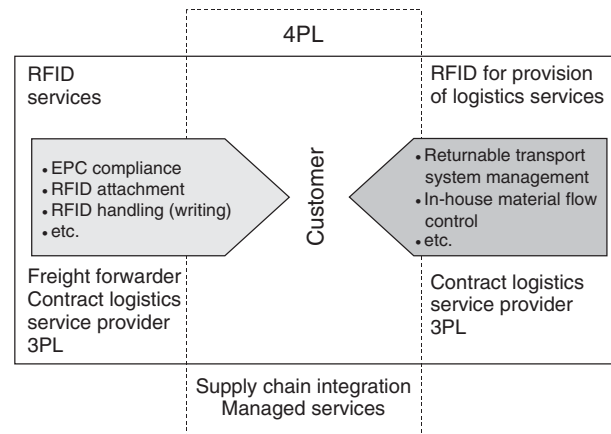 4PL
RFID
services
• EPC compliance
• RFID attachment
• RFID handling (writing)
• etc.
Freight forwarder
Contract logistics
service provider
3PL
Customer
RFID for provision
of logistics services
• Returnable transport
system management
• In-house material flow
control
• etc.
Contract logistics
service provider
3PL
Supply chain integration
Managed services